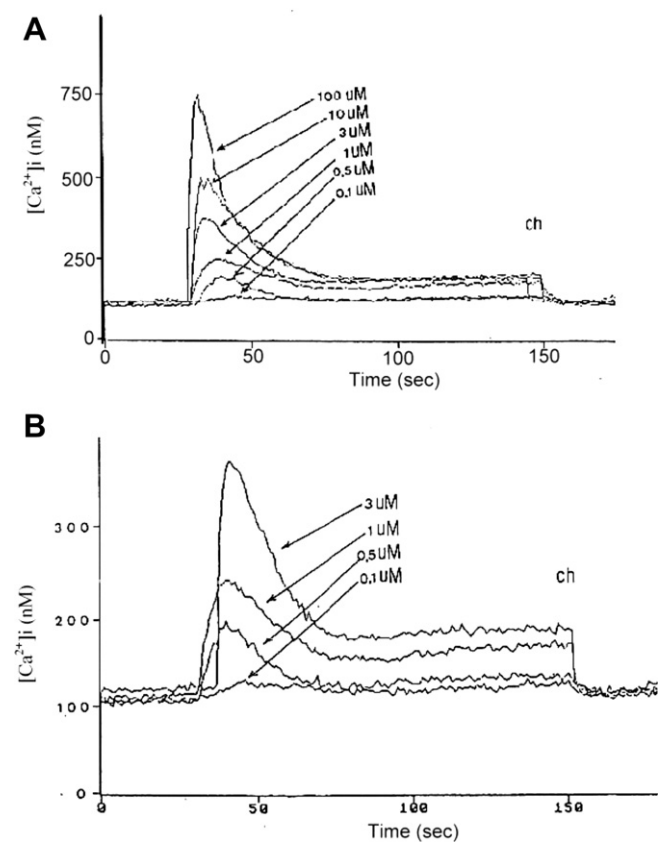 A
[Ca²⁺]i (nM)
750
500
250
0
100 uM
10 uM
3 uM
1 uM
0,5 uM
0,1 uM
ch
0
50
100
150
Time (sec)
B
[Ca²⁺]i (nM)
300
200
100
0
3 uM
1 uM
0,5 uM
0,1 uM
ch
0
50
100
150
Time (sec)